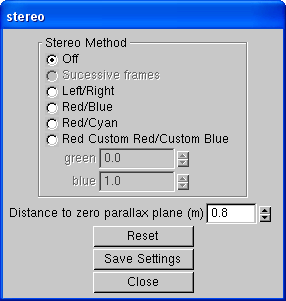 stereo
Stereo Method
Off
Sucessive frames
Left/Right
Red/Blue
Red/Cyan
Red Custom Red/Custom Blue
green 0.0
blue 1.0
Distance to zero parallax plane (m) 0.8
Reset
Save Settings
Close